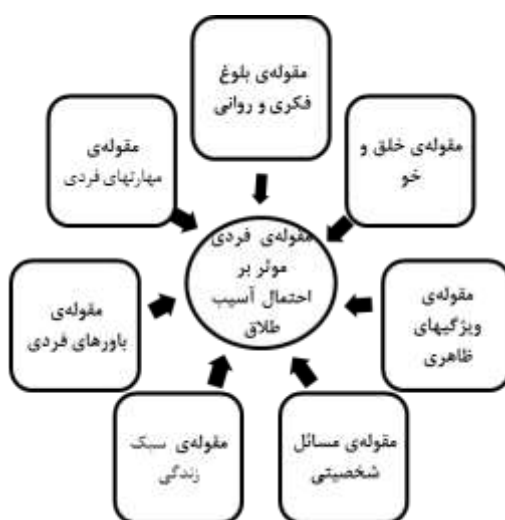 مقوله‌ی بلوغ
فکری و روانی
مقوله‌ی خلق و
خو
مقوله‌ی
ویژگیهای
ظاهری
مقوله‌ی مسائل
شخصیتی
مقوله‌ی سبک
زندگی
مقوله‌ی
باورهای فردی
مقوله‌ی
مهارتهای فردی
مقوله‌ی فردی
موثر بر
احتمال آسیب
طلاق